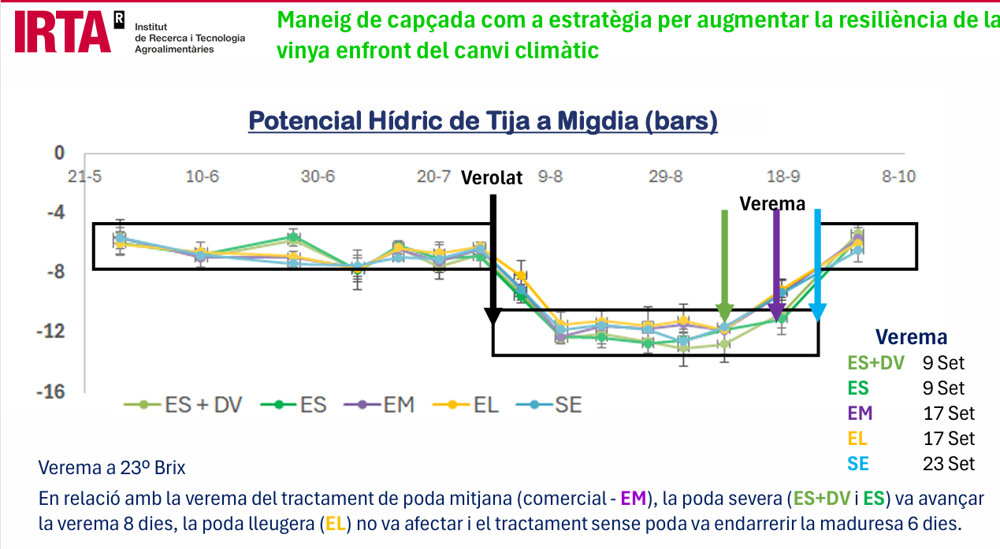 IRTA R
Institut
de Recerca i Tecnologia
Agroalimentàries
Maneig de capçada com a estratègia per augmentar la resiliència de la
vinya enfront del canvi climàtic
Potencial Hídric de Tija a Migdia (bars)
0
21-5 10-6 30-6 20-7 Verolat 9-8 29-8 18-9 8-10
Verema
-4
-8
-12
-16
ES + DV ES EM EL SE
Verema
ES+DV 9 Set
ES 9 Set
EM 17 Set
EL 17 Set
SE 23 Set
Verema a 23º Brix
En relació amb la verema del tractament de poda mitjana (comercial - EM), la poda severa (ES+DV i ES) va avançar
la verema 8 dies, la poda lleugera (EL) no va afectar i el tractament sense poda va endarrerir la maduresa 6 dies.